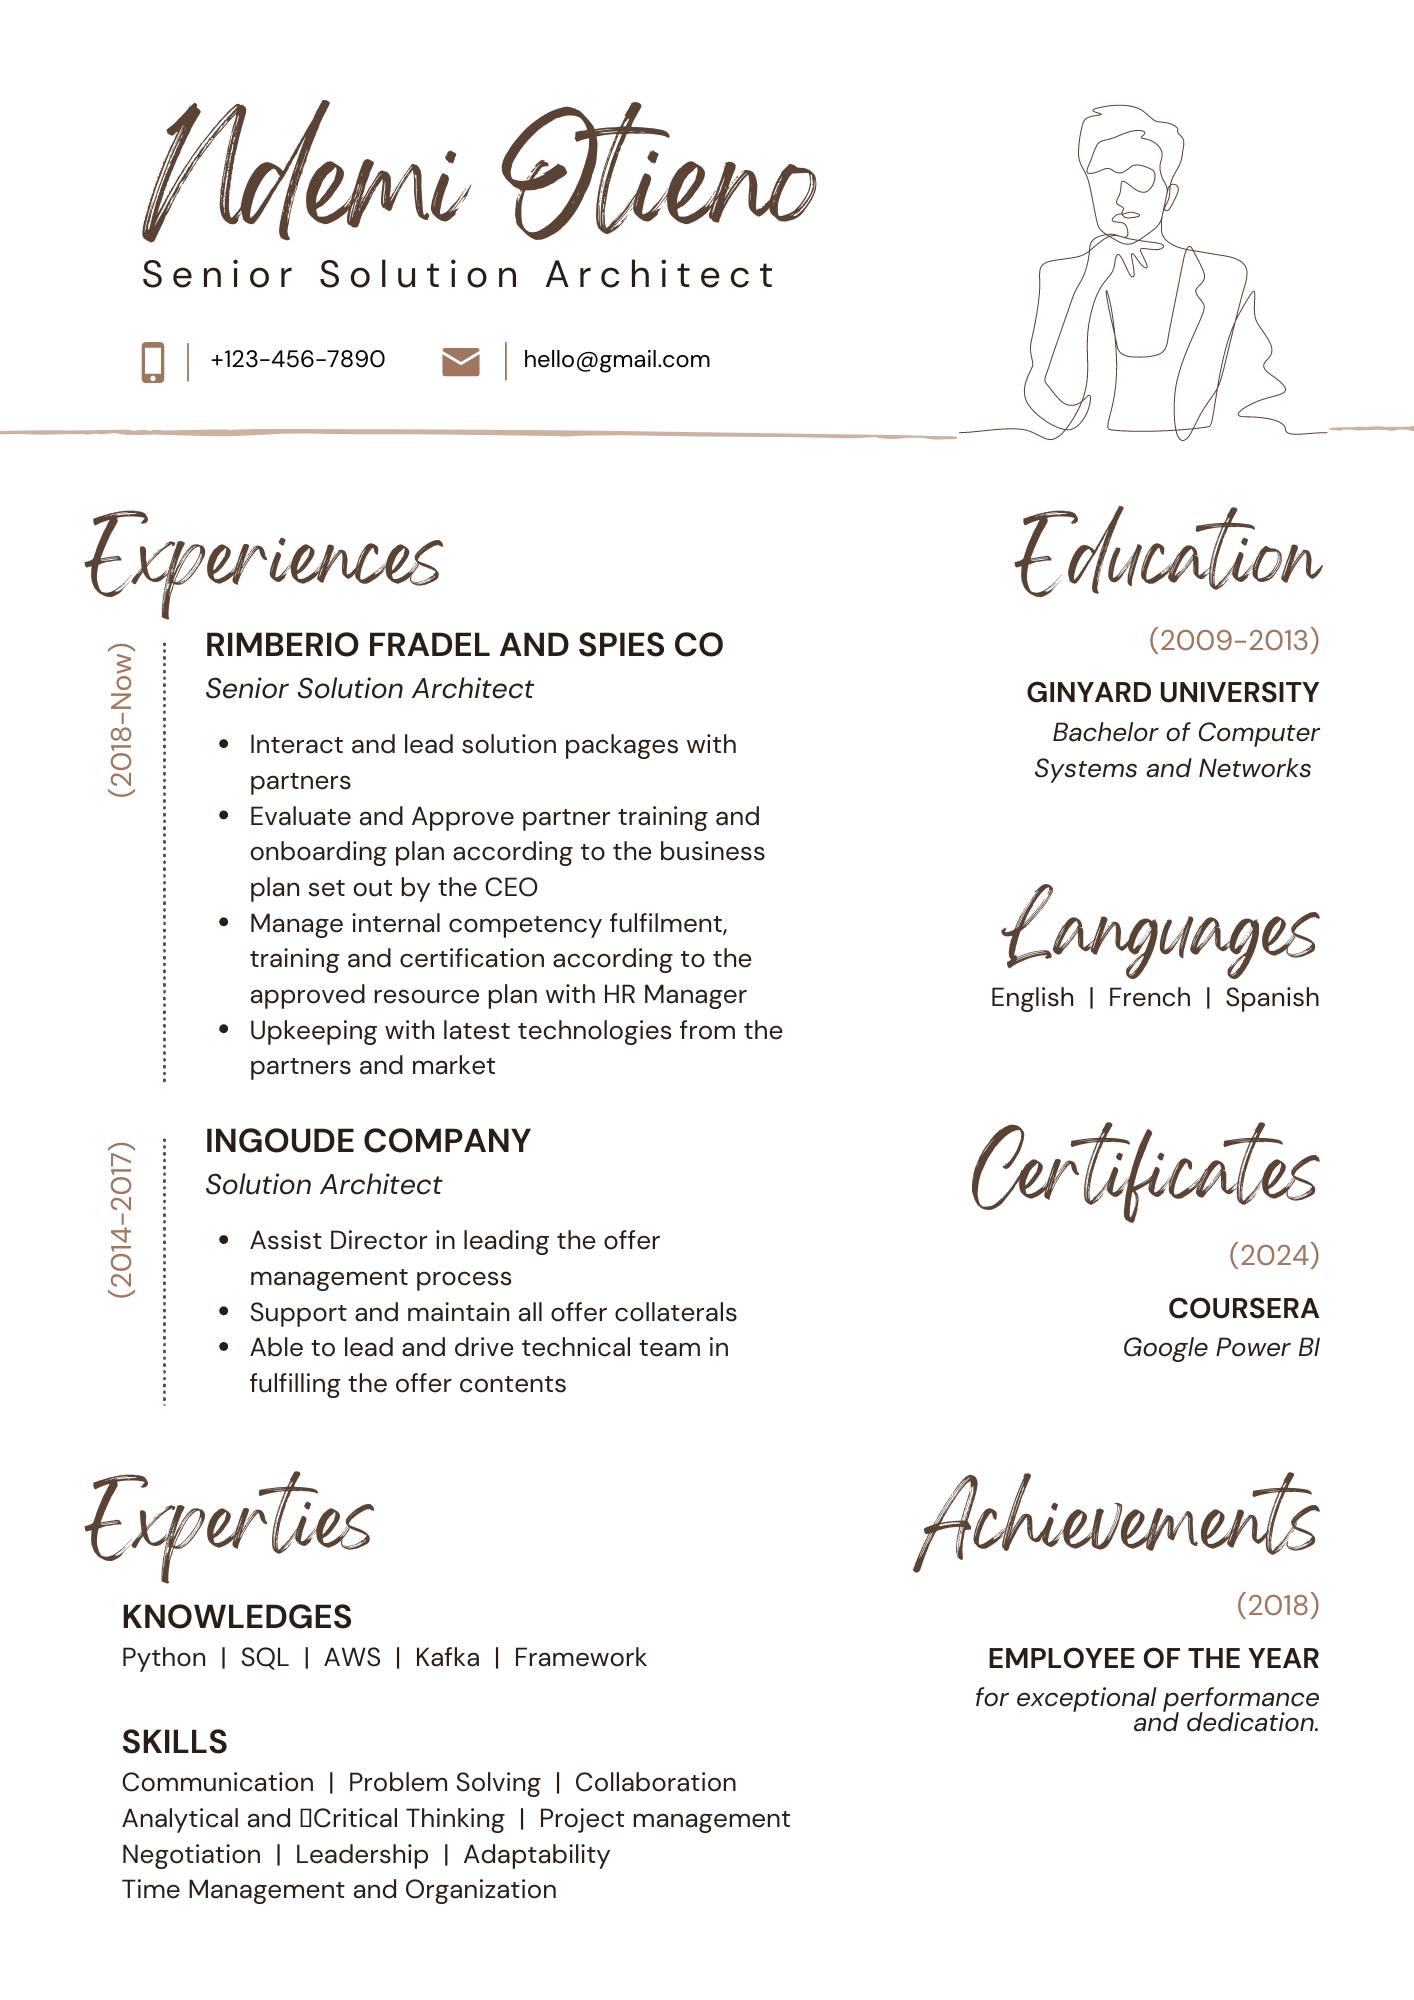 Ndemi Otieno
Senior Solution Architect
+123-456-7890
hello@gmail.com
Experiences
(2018-Now)
RIMBERIO FRADEL AND SPIES CO
Senior Solution Architect
• Interact and lead solution packages with
partners
• Evaluate and Approve partner training and
onboarding plan according to the business
plan set out by the CEO
• Manage internal competency fulfilment,
training and certification according to the
approved resource plan with HR Manager
• Upkeeping with latest technologies from the
partners and market
(2014-2017)
INGOUDE COMPANY
Solution Architect
• Assist Director in leading the offer
management process
• Support and maintain all offer collaterals
• Able to lead and drive technical team in
fulfilling the offer contents
Experties
KNOWLEDGES
Python | SQL | AWS | Kafka | Framework
SKILLS
Communication | Problem Solving | Collaboration
Analytical and ▯Critical Thinking | Project management
Negotiation | Leadership | Adaptability
Time Management and Organization
Education
(2009-2013)
GINYARD UNIVERSITY
Bachelor of Computer
Systems and Networks
Languages
English | French | Spanish
Certificates
(2024)
COURSERA
Google Power BI
Achievements
(2018)
EMPLOYEE OF THE YEAR
for exceptional performance
and dedication.